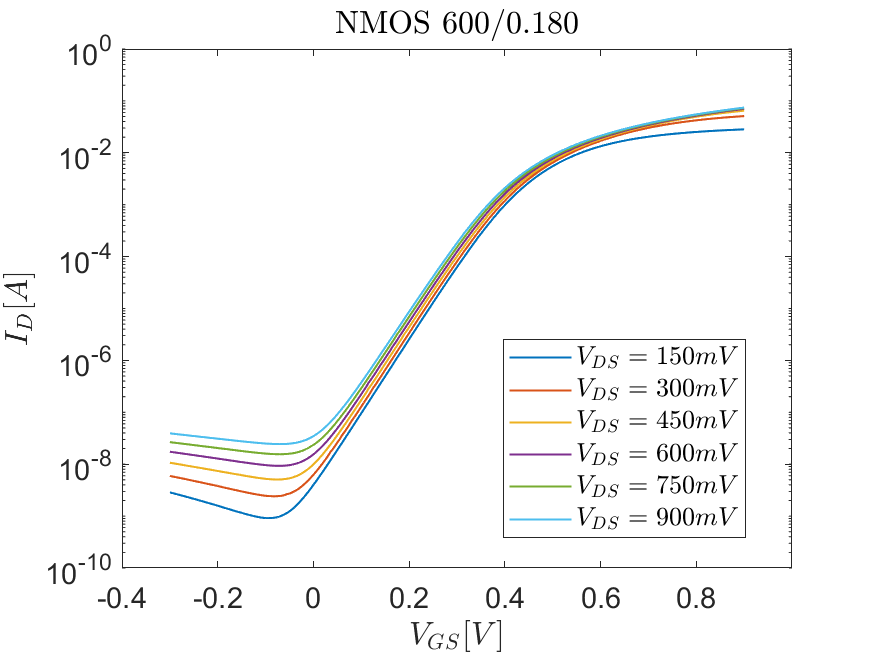 NMOS 600/0.180
10^0
10^-2
10^-4
10^-6
10^-8
10^-10
I_D[A]
V_DS = 150mV
V_DS = 300mV
V_DS = 450mV
V_DS = 600mV
V_DS = 750mV
V_DS = 900mV
-0.4 -0.2 0 0.2 0.4 0.6 0.8
V_GS[V]